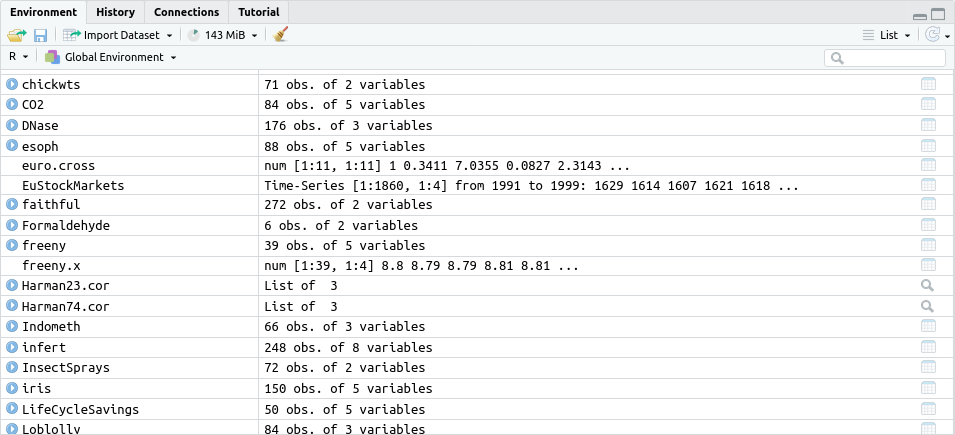 Environment History Connections Tutorial
Import Dataset 143 MiB List
R Global Environment
chickwts 71 obs. of 2 variables
CO2 84 obs. of 5 variables
DNase 176 obs. of 3 variables
esoph 88 obs. of 5 variables
euro.cross num [1:11, 1:11] 1 0.3411 7.0355 0.0827 2.3143 ...
EuStockMarkets Time-Series [1:1860, 1:4] from 1991 to 1999: 1629 1614 1607 1621 1618 ...
faithful 272 obs. of 2 variables
Formaldehyde 6 obs. of 2 variables
freeny 39 obs. of 5 variables
freeny.x num [1:39, 1:4] 8.8 8.79 8.79 8.81 8.81 ...
Harman23.cor List of  3
Harman74.cor List of  3
Indometh 66 obs. of 3 variables
infert 248 obs. of 8 variables
InsectSprays 72 obs. of 2 variables
iris 150 obs. of 5 variables
LifeCycleSavings 50 obs. of 5 variables
Loblolly 84 obs. of 3 variables